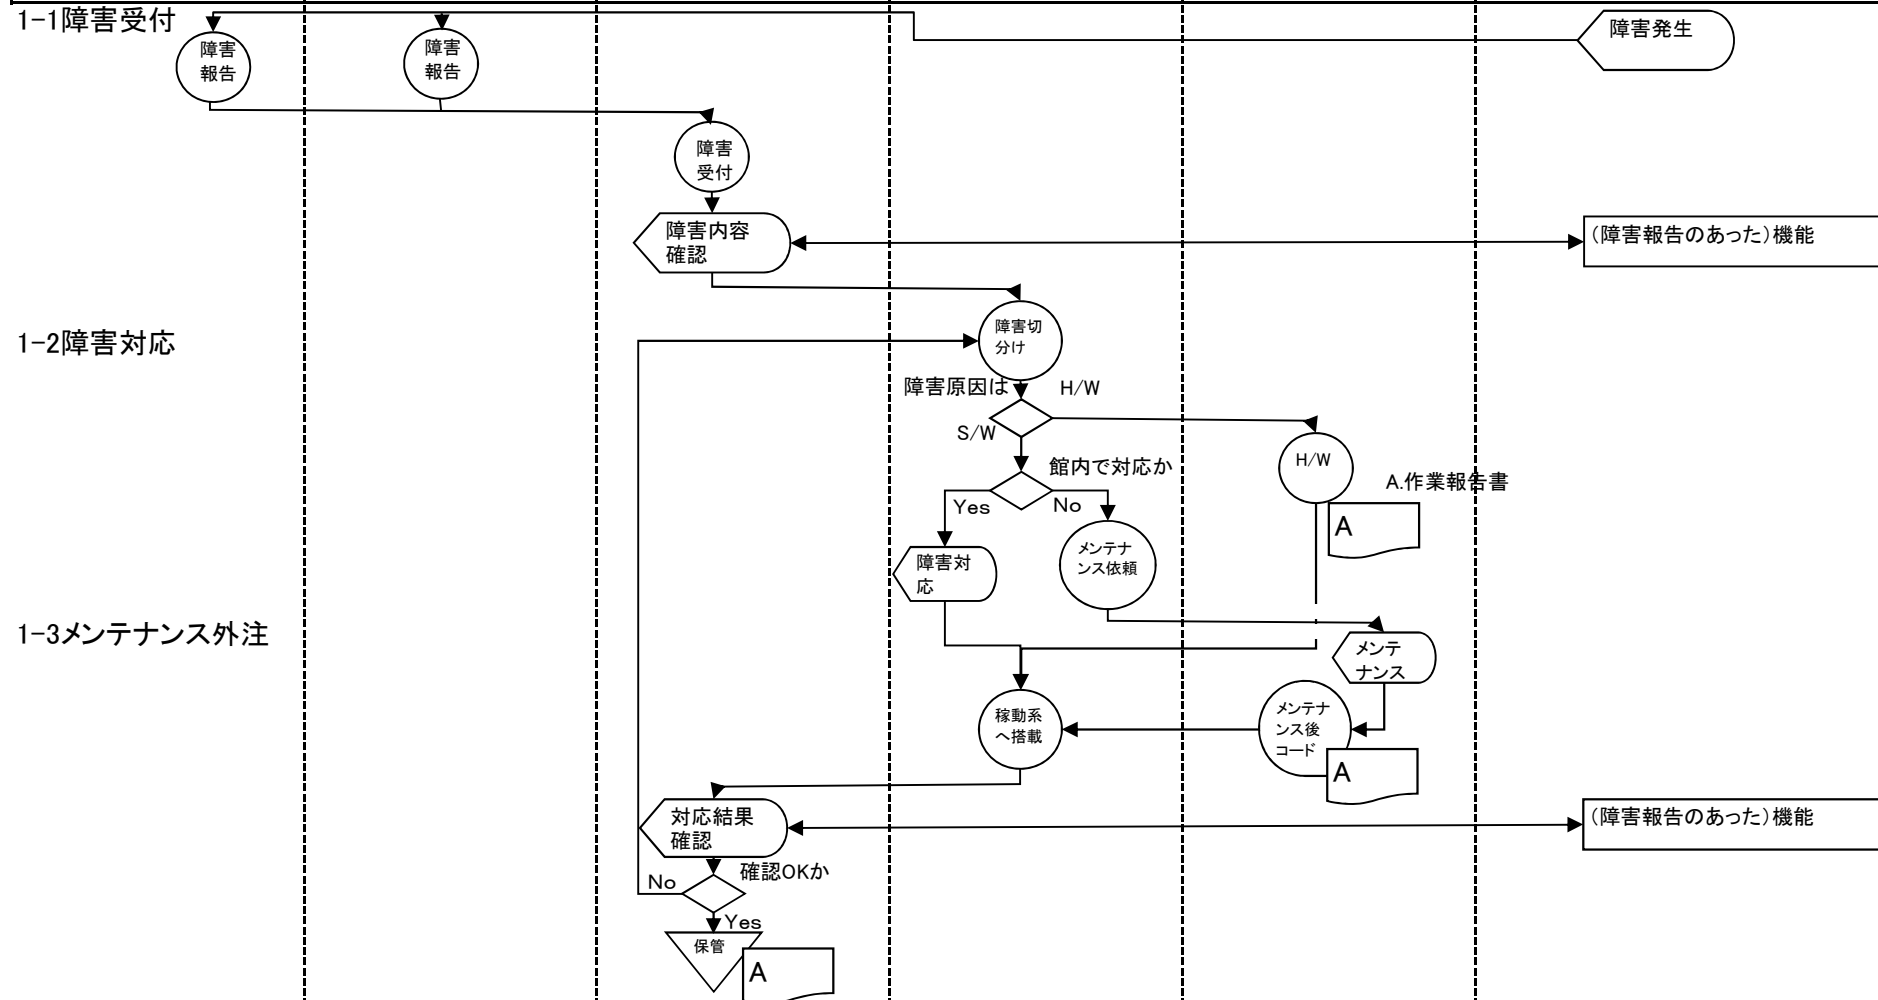 1-1障害受付
障害発生
障害
報告
障害
報告
障害
受付
障害内容
確認
(障害報告のあった)機能
障害切
分け
1-2障害対応
障害原因は
H/W
S/W
館内で対応か
H/W
A.作業報告書
Yes
No
A
メンテナ
ンス依頼
障害対
応
1-3メンテナンス外注
メンテ
ナンス
稼動系
へ搭載
メンテナ
ンス後
コード
A
対応結果
確認
(障害報告のあった)機能
確認OKか
No
Yes
保管
A